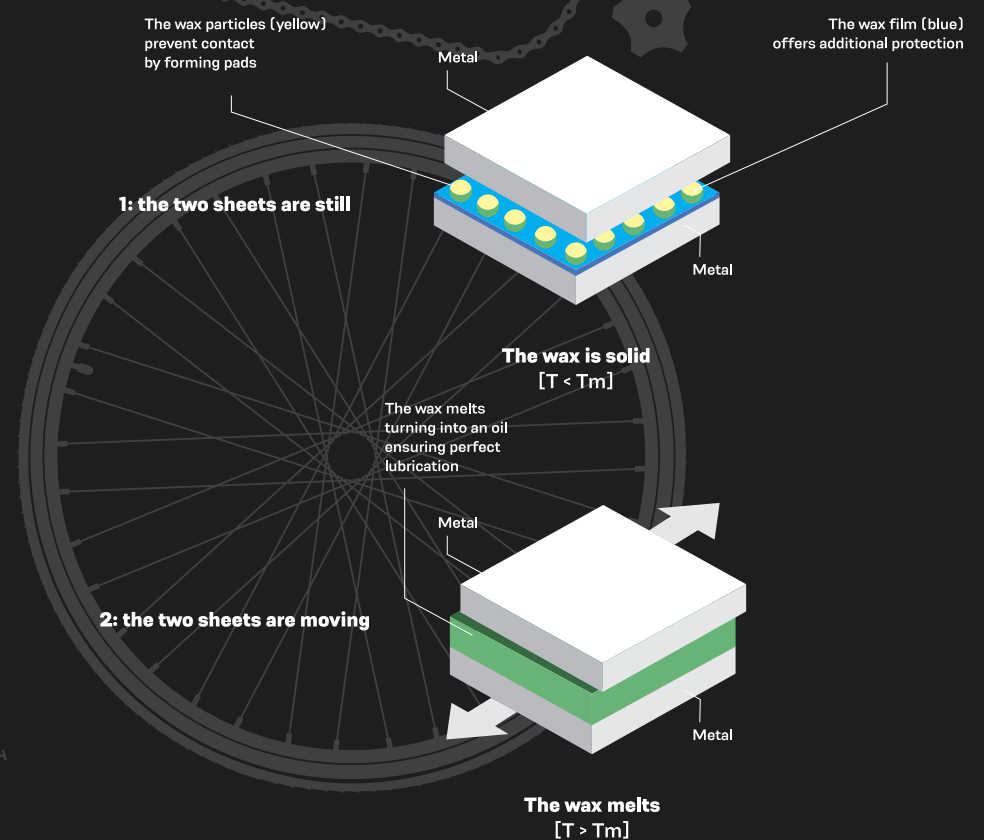 The wax particles (yellow)
prevent contact
by forming pads
Metal
The wax film (blue)
offers additional protection
1: the two sheets are still
Metal
The wax is solid
[T < Tm]
The wax melts
turning into an oil
ensuring perfect
lubrication
Metal
2: the two sheets are moving
Metal
The wax melts
[T > Tm]